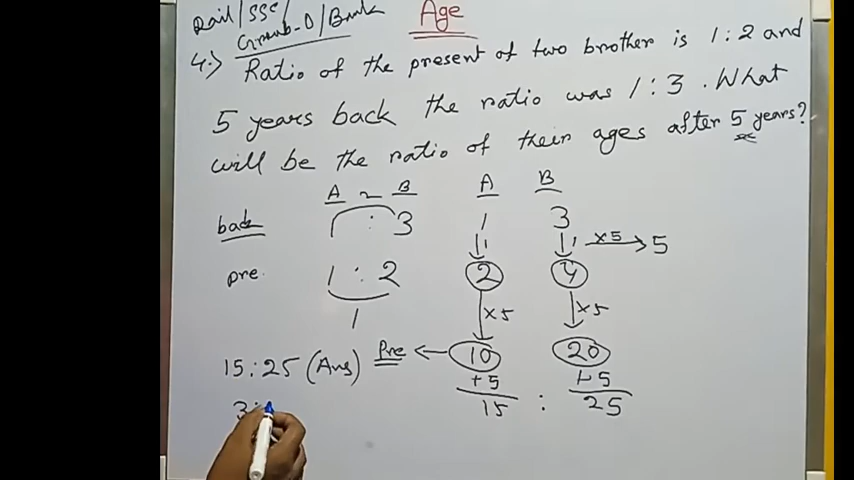 Rail/SSC/
Group-D/Bank
Age
4.) Ratio of the present of two brother is 1:2 and
5 years back the ratio was 1:3. What
will be the ratio of their ages after 5 years?
A ~ B A B
back 1 : 3 1 3
↓1 ↓1 ×5→5
pre. 1 : 2 2 4
1 ↓×5 ↓×5
15:25 (Ans) Pre ← 10 20
+5 +5
3: 15 : 25